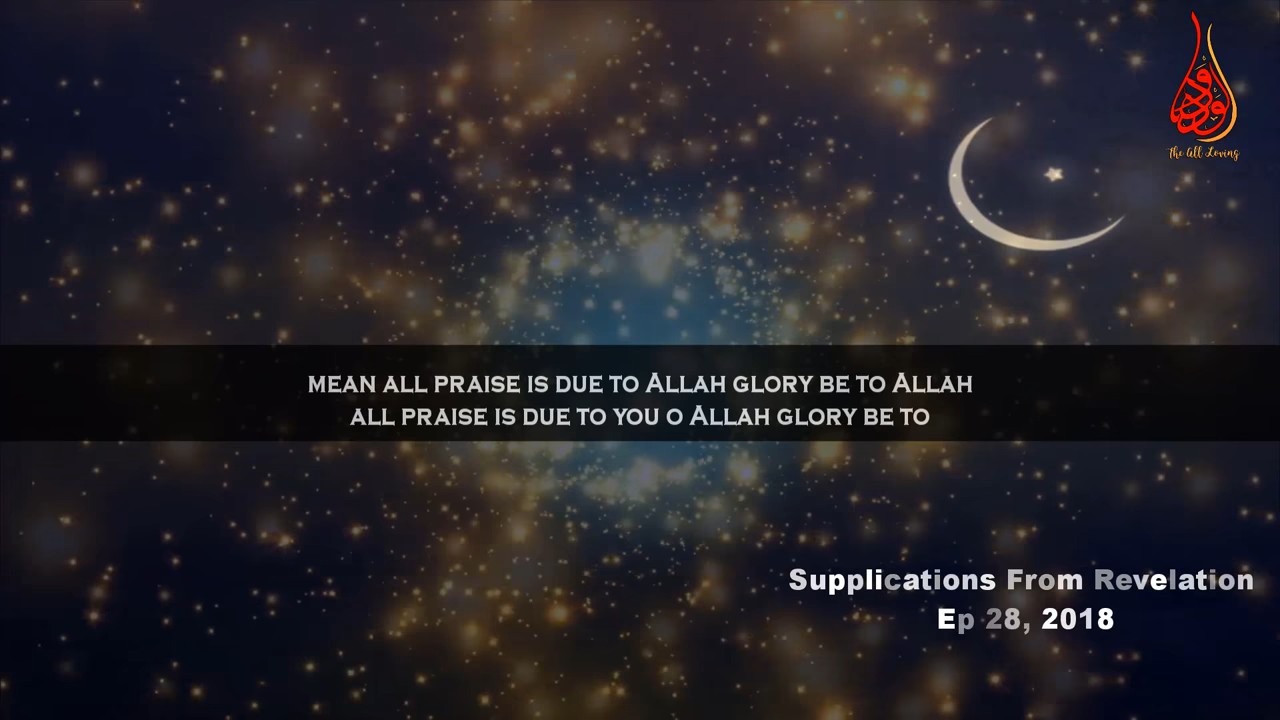 الودود
The All Loving
MEAN ALL PRAISE IS DUE TO ALLAH GLORY BE TO ALLAH
ALL PRAISE IS DUE TO YOU O ALLAH GLORY BE TO
Supplications From Revelation
Ep 28, 2018